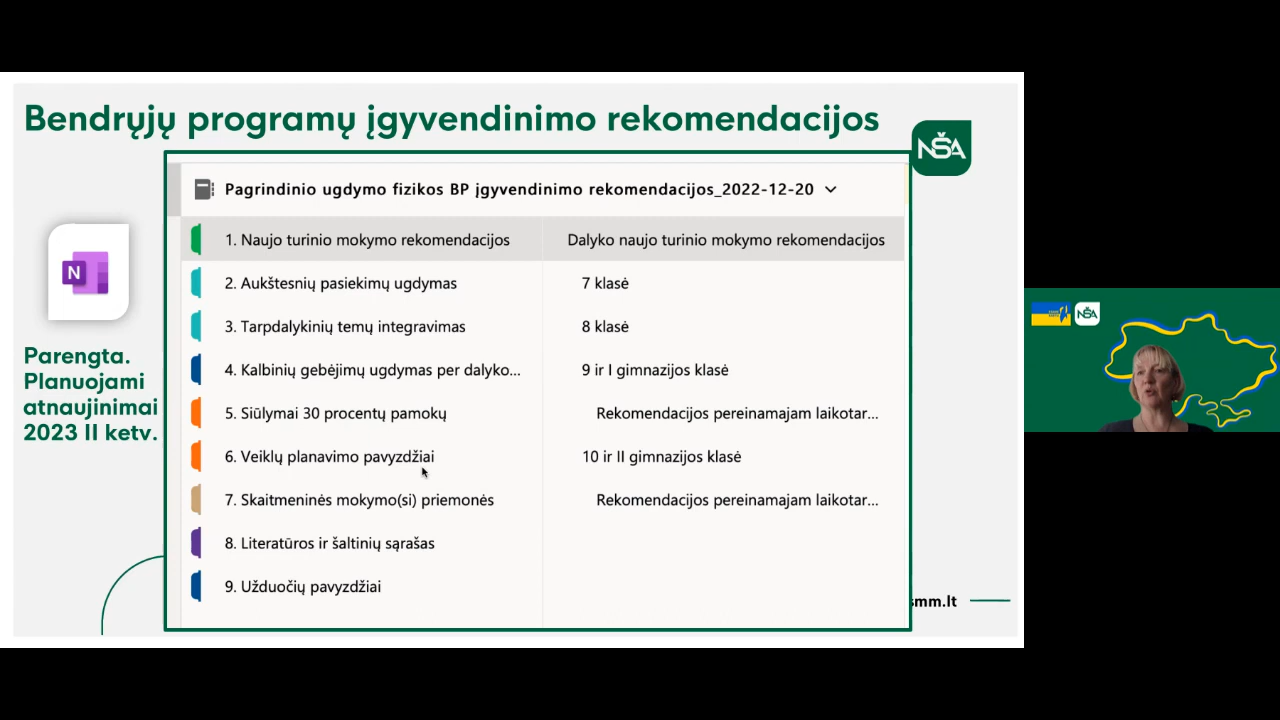 Bendrųjų programų įgyvendinimo rekomendacijos
NŠA
Pagrindinio ugdymo fizikos BP įgyvendinimo rekomendacijos_2022-12-20
1. Naujo turinio mokymo rekomendacijos
2. Aukštesnių pasiekimų ugdymas
3. Tarpdalykinių temų integravimas
4. Kalbinių gebėjimų ugdymas per dalyko...
5. Siūlymai 30 procentų pamokų
6. Veiklų planavimo pavyzdžiai
7. Skaitmeninės mokymo(si) priemonės
8. Literatūros ir šaltinių sąrašas
9. Užduočių pavyzdžiai
Dalyko naujo turinio mokymo rekomendacijos
7 klasė
8 klasė
9 ir I gimnazijos klasė
Rekomendacijos pereinamajam laikotar...
10 ir II gimnazijos klasė
Rekomendacijos pereinamajam laikotar...
N
Parengta.
Planuojami
atnaujinimai
2023 II ketv.
smm.lt
NŠA